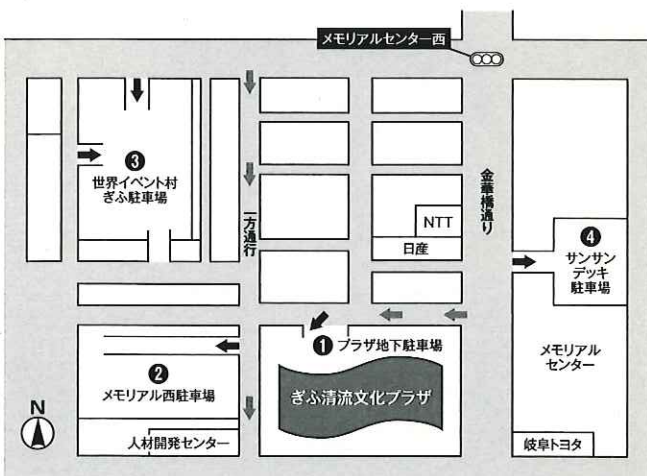 メモリアルセンター西
❸
世界イベント村
ぎふ駐車場
一方通行
金華橋通り
NTT
日産
❹
サンサン
デッキ
駐車場
❶ プラザ地下駐車場
ぎふ清流文化プラザ
❷
メモリアル西駐車場
人材開発センター
メモリアル
センター
岐阜トヨタ
N